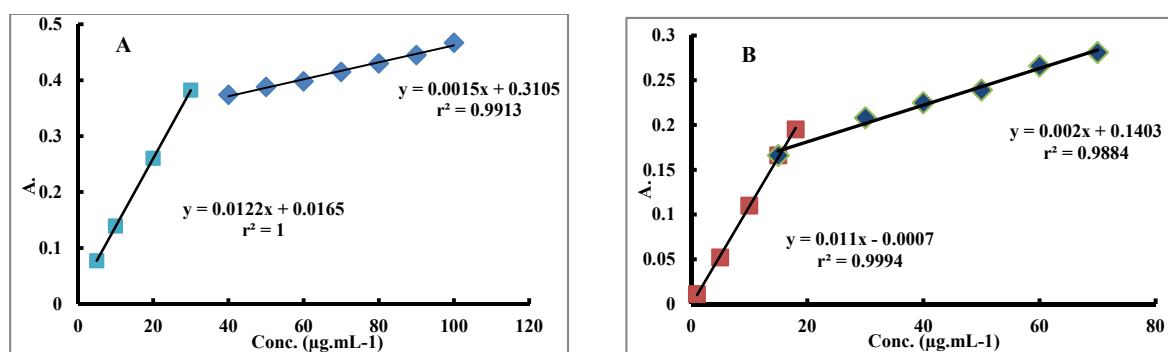 A
0.5
0.4
0.3
0.2
0.1
0
A.
y = 0.0015x + 0.3105
r² = 0.9913
y = 0.0122x + 0.0165
r² = 1
0 20 40 60 80 100 120
Conc. (µg.mL-1)
B
0.3
0.25
0.2
0.15
0.1
0.05
0
A.
y = 0.002x + 0.1403
r² = 0.9884
y = 0.011x - 0.0007
r² = 0.9994
0 20 40 60 80
Conc. (µg.mL-1)